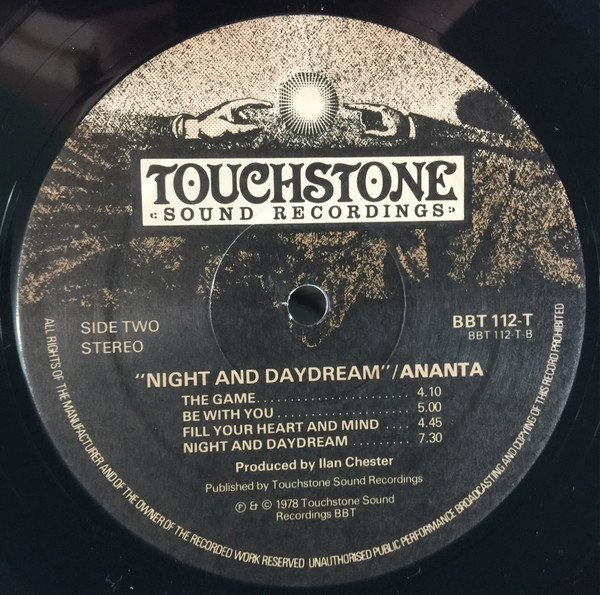 TOUCHSTONE
SOUND RECORDINGS
SIDE TWO
STEREO
BBT 112-T
BBT 112-T-B
"NIGHT AND DAYDREAM"/ANANTA
THE GAME...................... 4.10
BE WITH YOU.................... 5.00
FILL YOUR HEART AND MIND .... 4.45
NIGHT AND DAYDREAM ......... 7.30
Produced by Ilan Chester
Published by Touchstone Sound Recordings
℗ & © 1978 Touchstone Sound
Recordings BBT
ALL RIGHTS OF THE MANUFACTURER AND OF THE OWNER OF THE RECORDED WORK RESERVED · UNAUTHORISED PUBLIC PERFORMANCE BROADCASTING AND COPYING OF THIS RECORD PROHIBITED